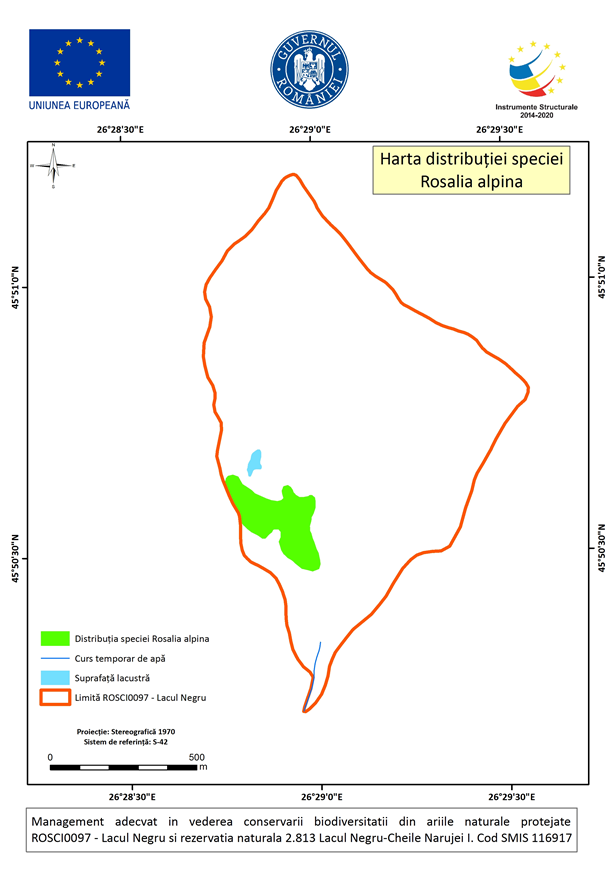 UNIUNEA EUROPEANĂ
GUVERNUL ROMÂNIEI
Instrumente Structurale
2014-2020
26°28'30"E
26°29'0"E
26°29'30"E
N
Harta distribuției speciei
Rosalia alpina
S
45°51'0"N
45°51'0"N
45°50'30"N
45°50'30"N
Distribuția speciei Rosalia alpina
Curs temporar de apă
Suprafață lacustră
Limită ROSCI0097 - Lacul Negru
Proiecție: Stereografică 1970
Sistem de referință: S-42
0 500
m
26°28'30"E
26°29'0"E
26°29'30"E
Management adecvat in vederea conservarii biodiversitatii din ariile naturale protejate
ROSCI0097 - Lacul Negru si rezervatia naturala 2.813 Lacul Negru-Cheile Narujei I. Cod SMIS 116917